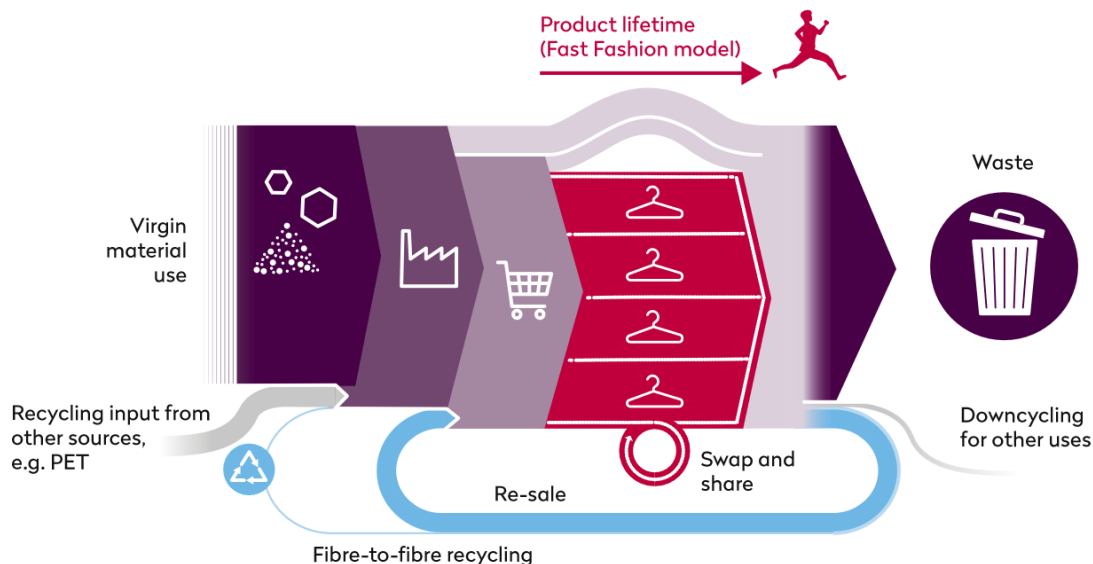 Product lifetime
(Fast Fashion model)
Waste
Virgin
material
use
Recycling input from
other sources,
e.g. PET
Downcycling
for other uses
Swap and
share
Re-sale
Fibre-to-fibre recycling